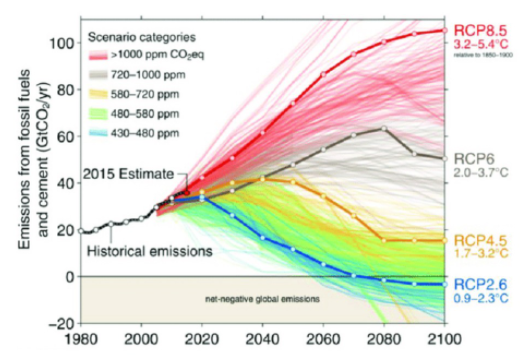 Scenario categories
>1000 ppm CO₂eq
720–1000 ppm
580–720 ppm
480–580 ppm
430–480 ppm
2015 Estimate
Historical emissions
net-negative global emissions
Emissions from fossil fuels
and cement (GtCO₂/yr)
100
80
60
40
20
0
−20
1980
2000
2020
2040
2060
2080
2100
RCP8.5
3.2–5.4°C
relative to 1850–1900
RCP6
2.0–3.7°C
RCP4.5
1.7–3.2°C
RCP2.6
0.9–2.3°C